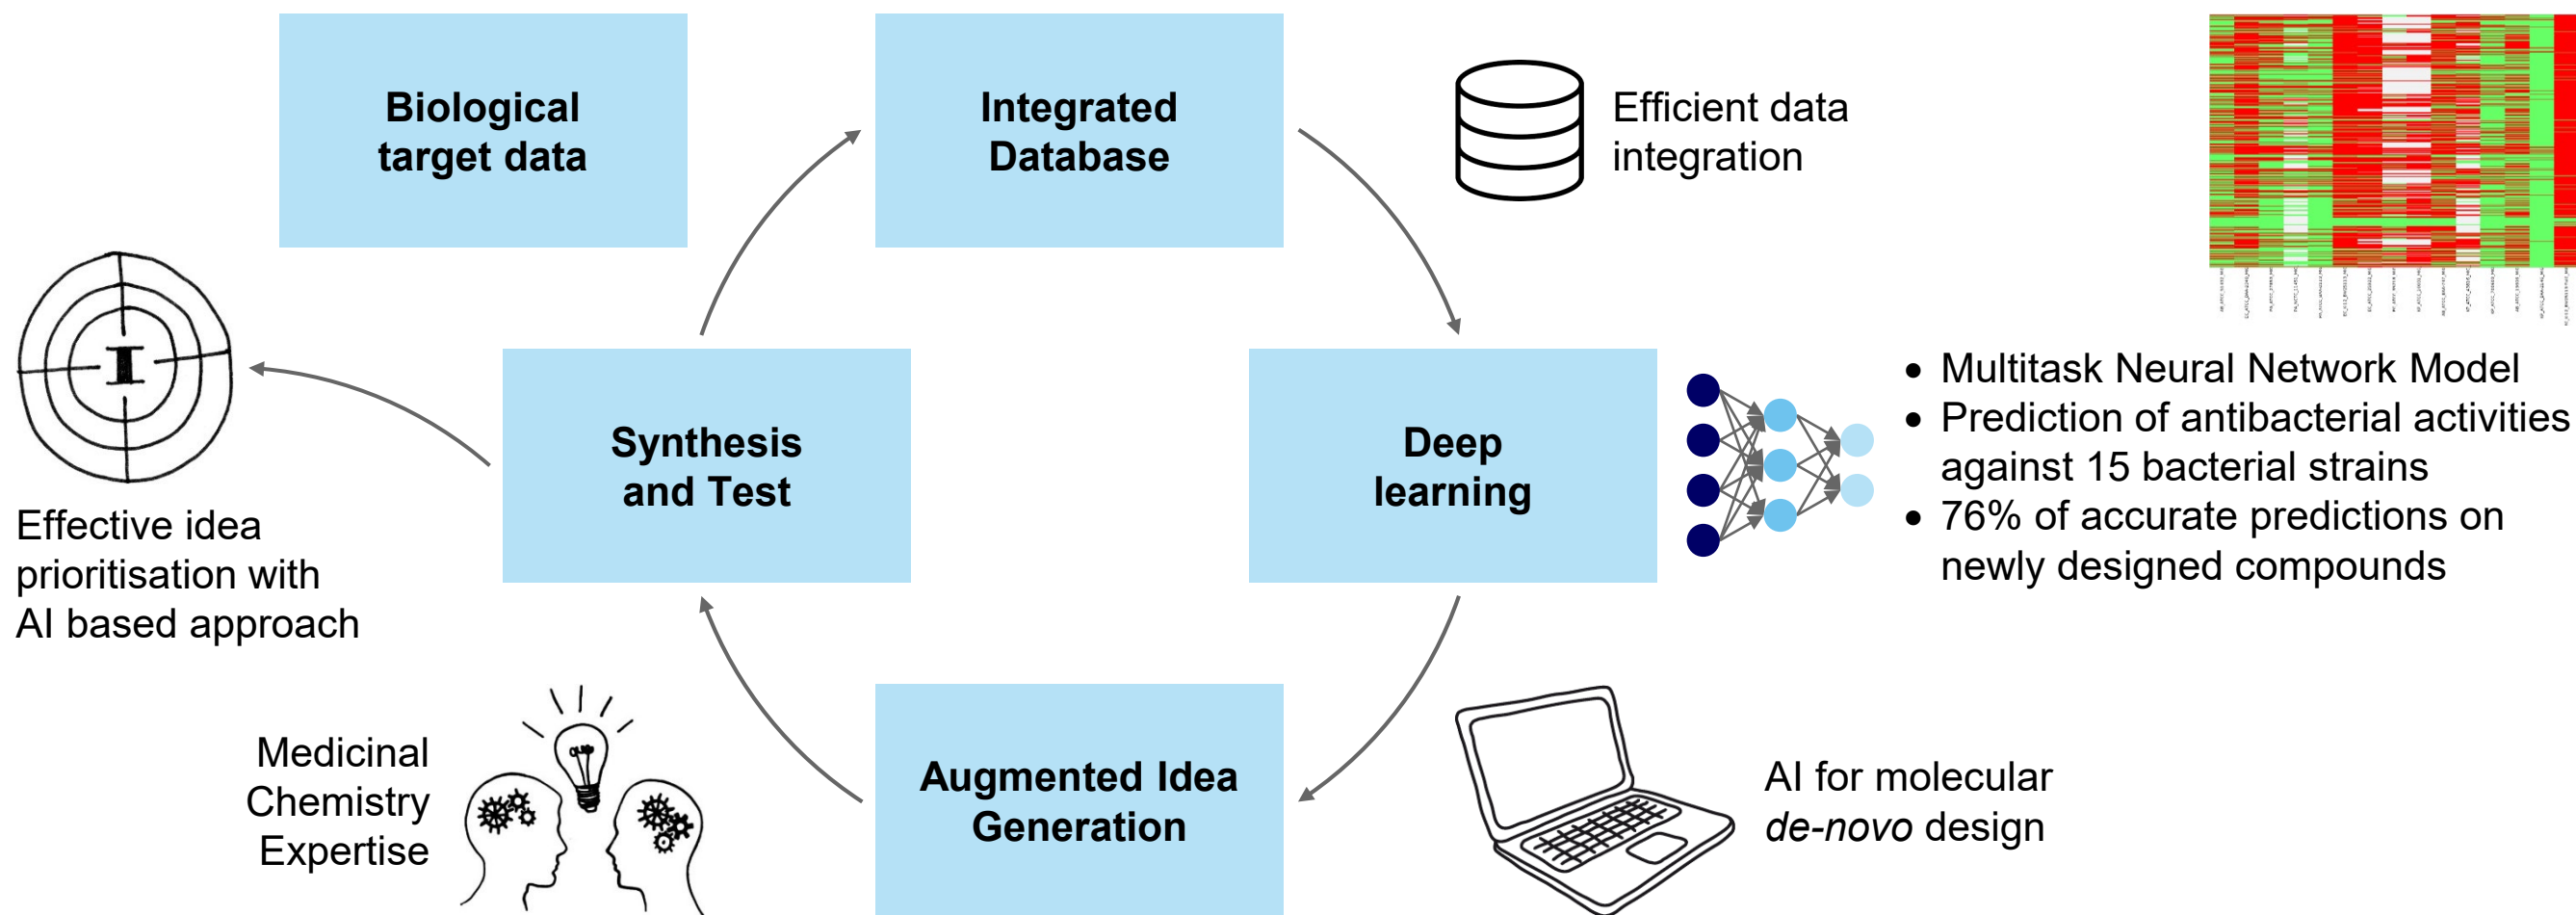 Biological
target data
Integrated
Database
Efficient data
integration
Synthesis
and Test
Deep
learning
• Multitask Neural Network Model
• Prediction of antibacterial activities
against 15 bacterial strains
• 76% of accurate predictions on
newly designed compounds
I
Effective idea
prioritisation with
AI based approach
Medicinal
Chemistry
Expertise
Augmented Idea
Generation
AI for molecular
de-novo design